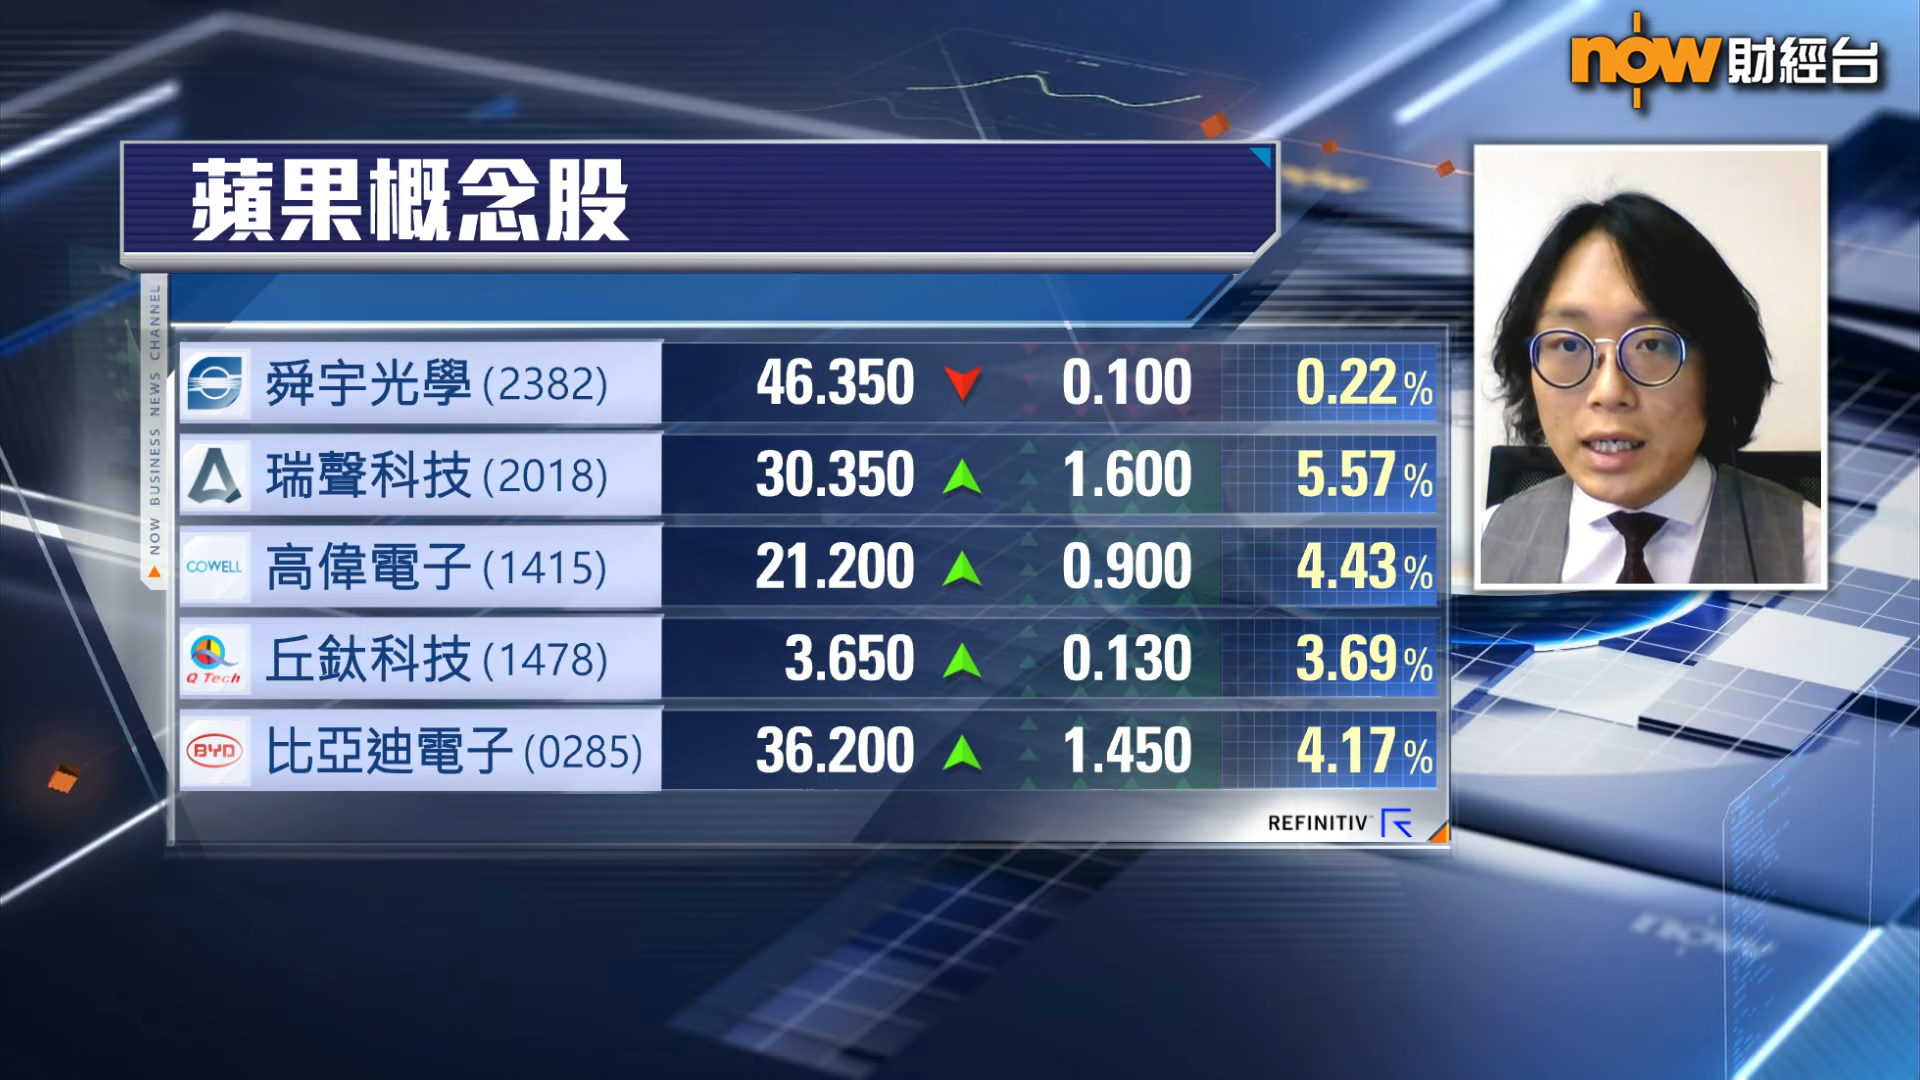 now財經台
蘋果概念股
NOW BUSINESS NEWS CHANNEL
舜宇光學(2382) 46.350 0.100 0.22%
瑞聲科技(2018) 30.350 1.600 5.57%
COWELL 高偉電子(1415) 21.200 0.900 4.43%
Q Tech 丘鈦科技(1478) 3.650 0.130 3.69%
BYD 比亞迪電子(0285) 36.200 1.450 4.17%
REFINITIV
now